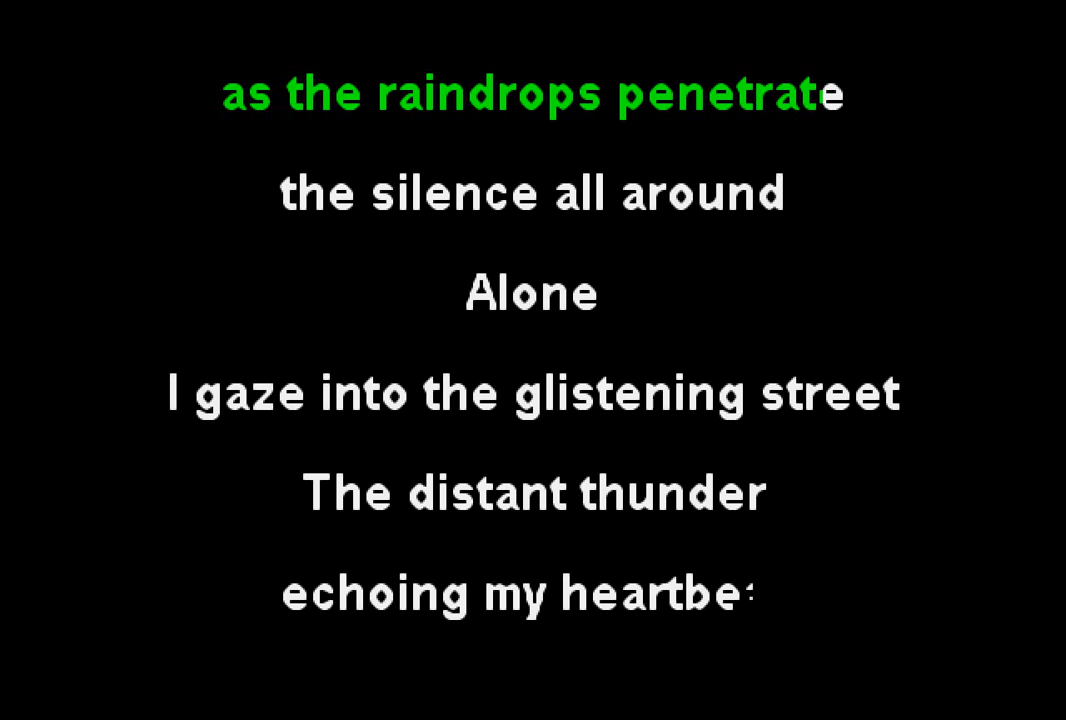 as the raindrops penetrate
the silence all around
Alone
I gaze into the glistening street
The distant thunder
echoing my